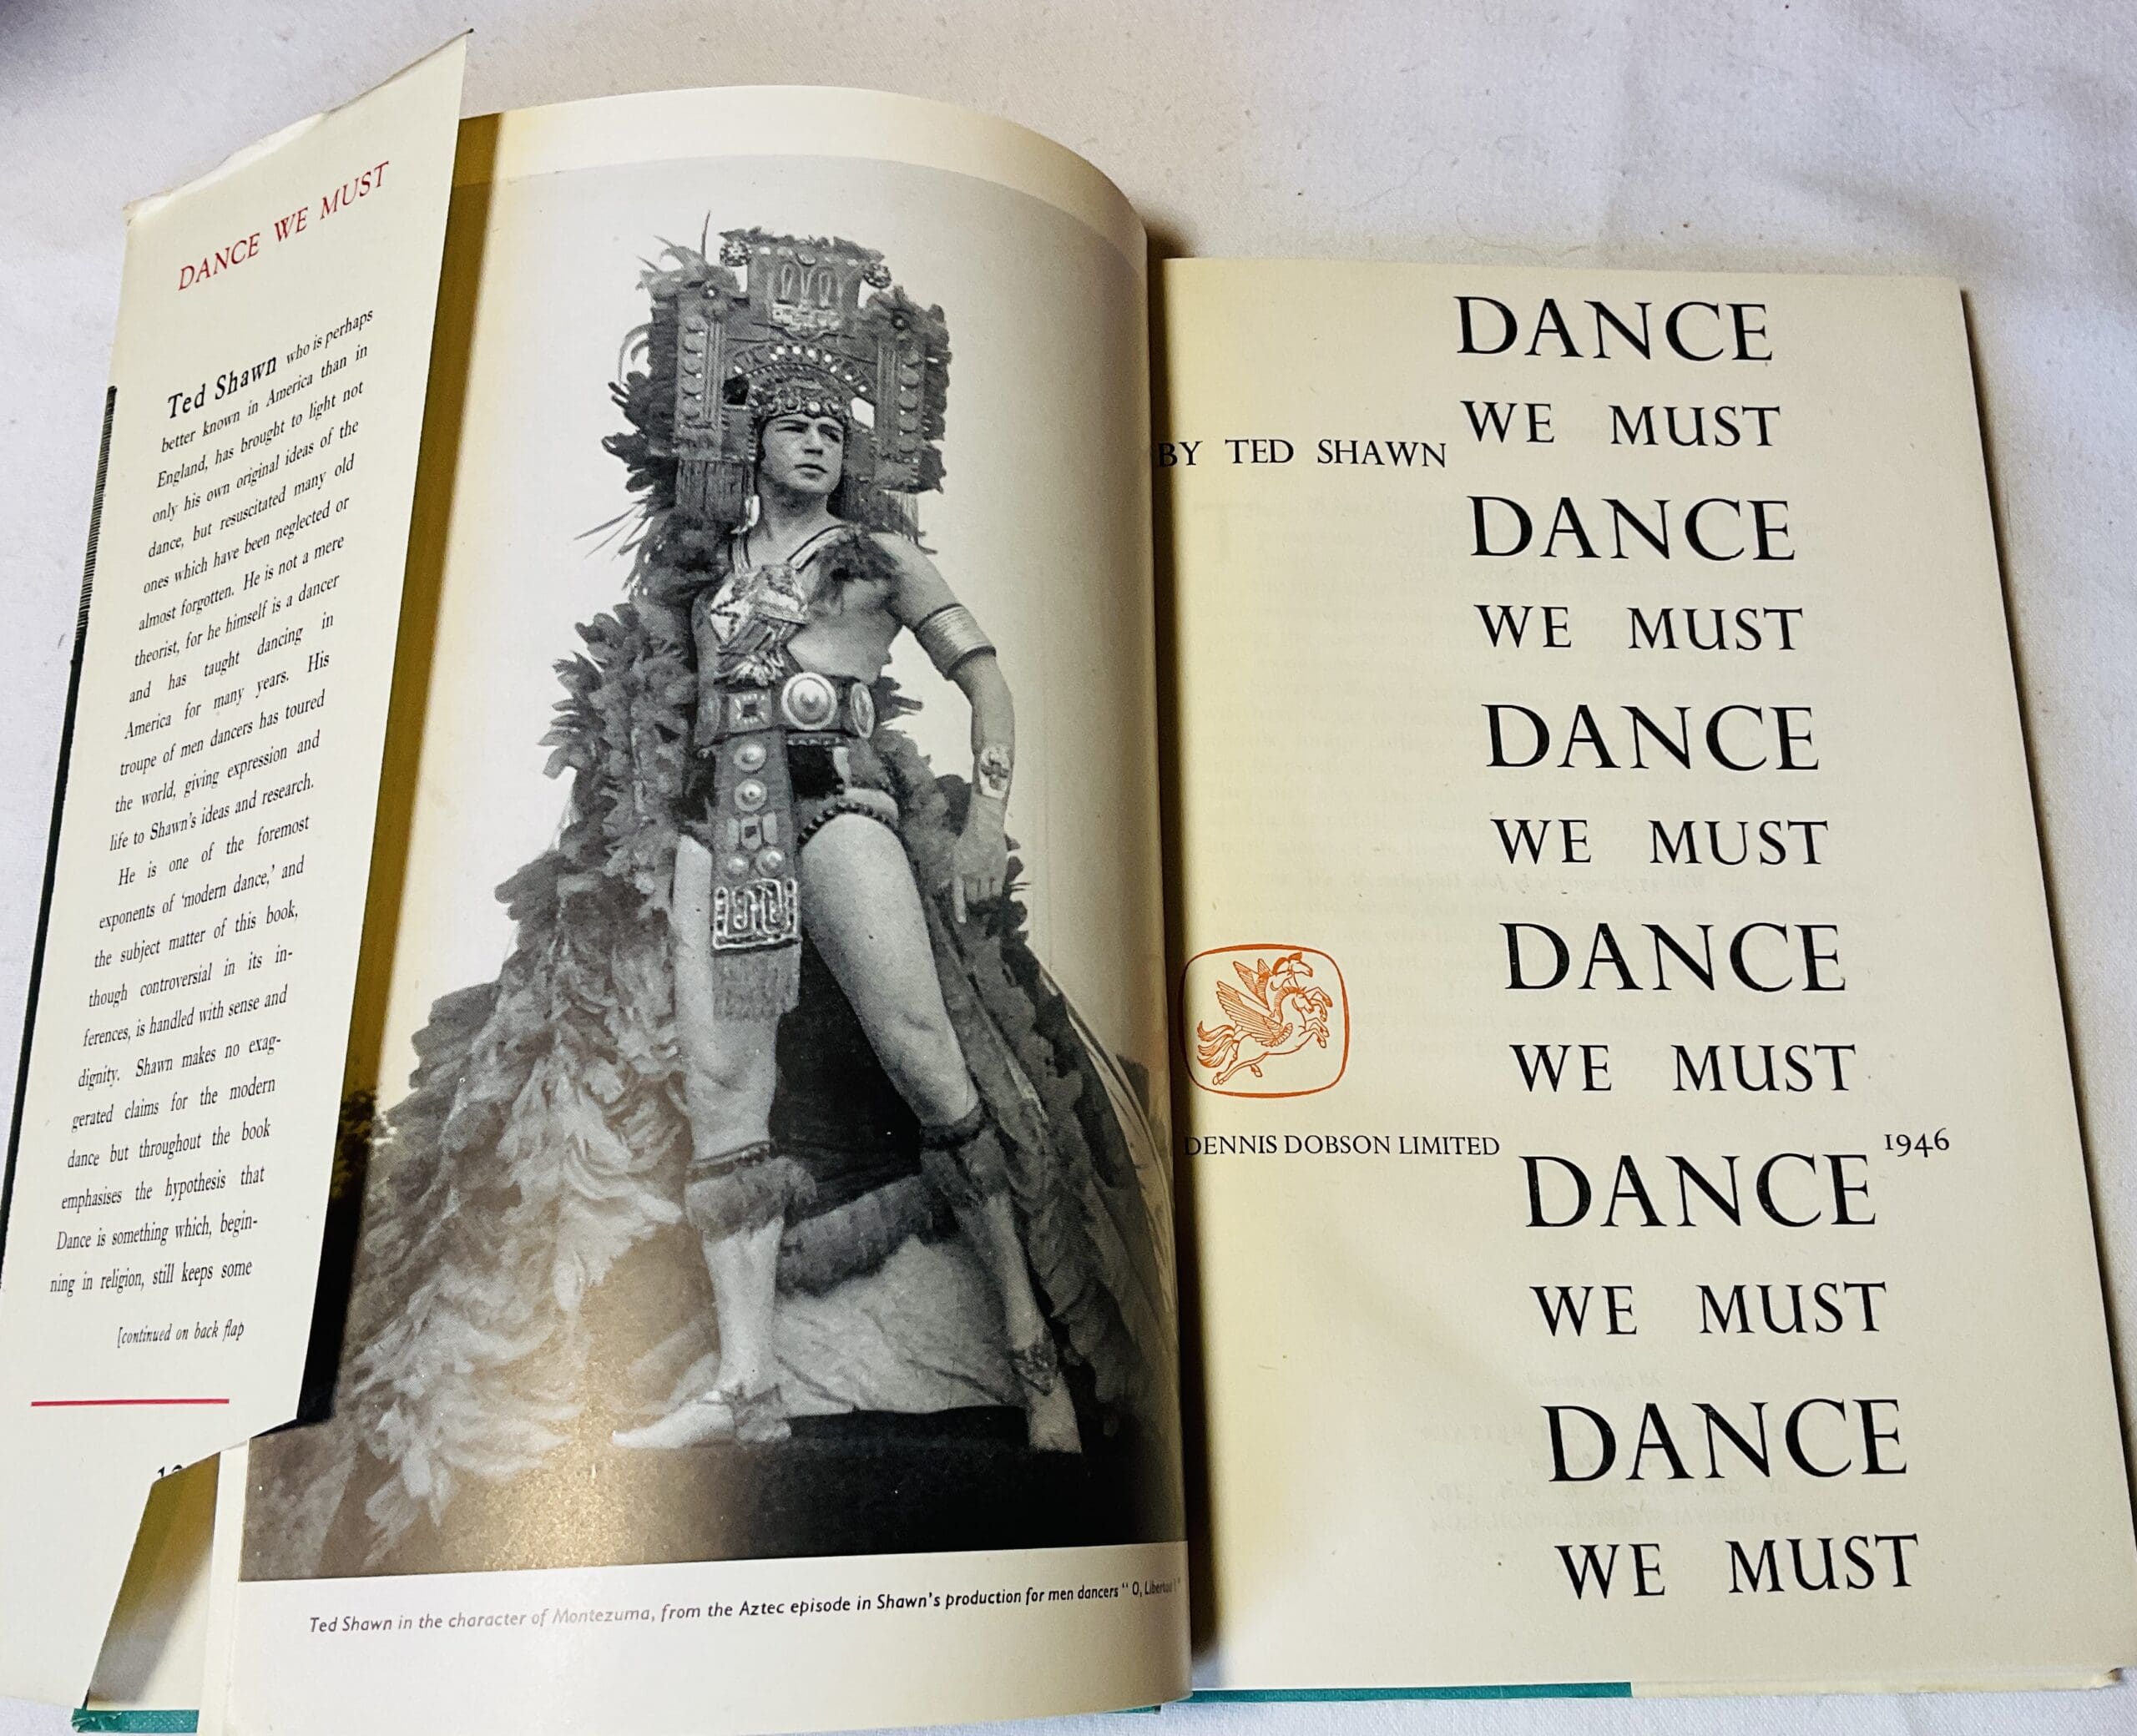 DANCE WE MUST
Ted Shawn who is perhaps
better known in America than in
England, has brought to light not
only his own original ideas of the
dance, but resuscitated many old
ones which have been neglected or
almost forgotten. He is not a mere
theorist, for he himself is a dancer
and has taught dancing in
America for many years. His
troupe of men dancers has toured
the world, giving expression and
life to Shawn's ideas and research.
He is one of the foremost
exponents of 'modern dance,' and
the subject matter of this book,
though controversial in its in-
ferences, is handled with sense and
dignity. Shawn makes no exag-
gerated claims for the modern
dance but throughout the book
emphasises the hypothesis that
Dance is something which, begin-
ning in religion, still keeps some
[continued on back flap
Ted Shawn in the character of Montezuma, from the Aztec episode in Shawn's production for men dancers "O, Libertad!"
DANCE
WE MUST
BY TED SHAWN
DANCE
WE MUST
DANCE
WE MUST
DANCE
WE MUST
DENNIS DOBSON LIMITED
DANCE
1946
WE MUST
DANCE
WE MUST